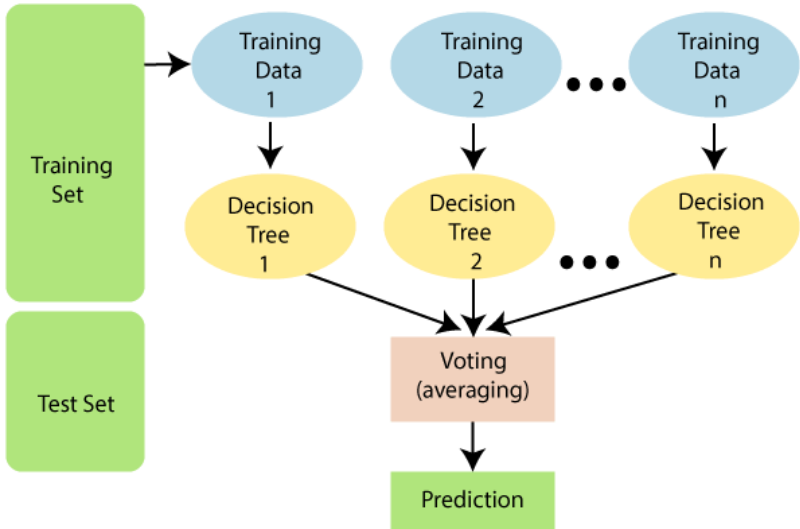 Training
Set
Training
Data
1
Training
Data
2
Training
Data
n
Decision
Tree
1
Decision
Tree
2
Decision
Tree
n
Test Set
Voting
(averaging)
Prediction